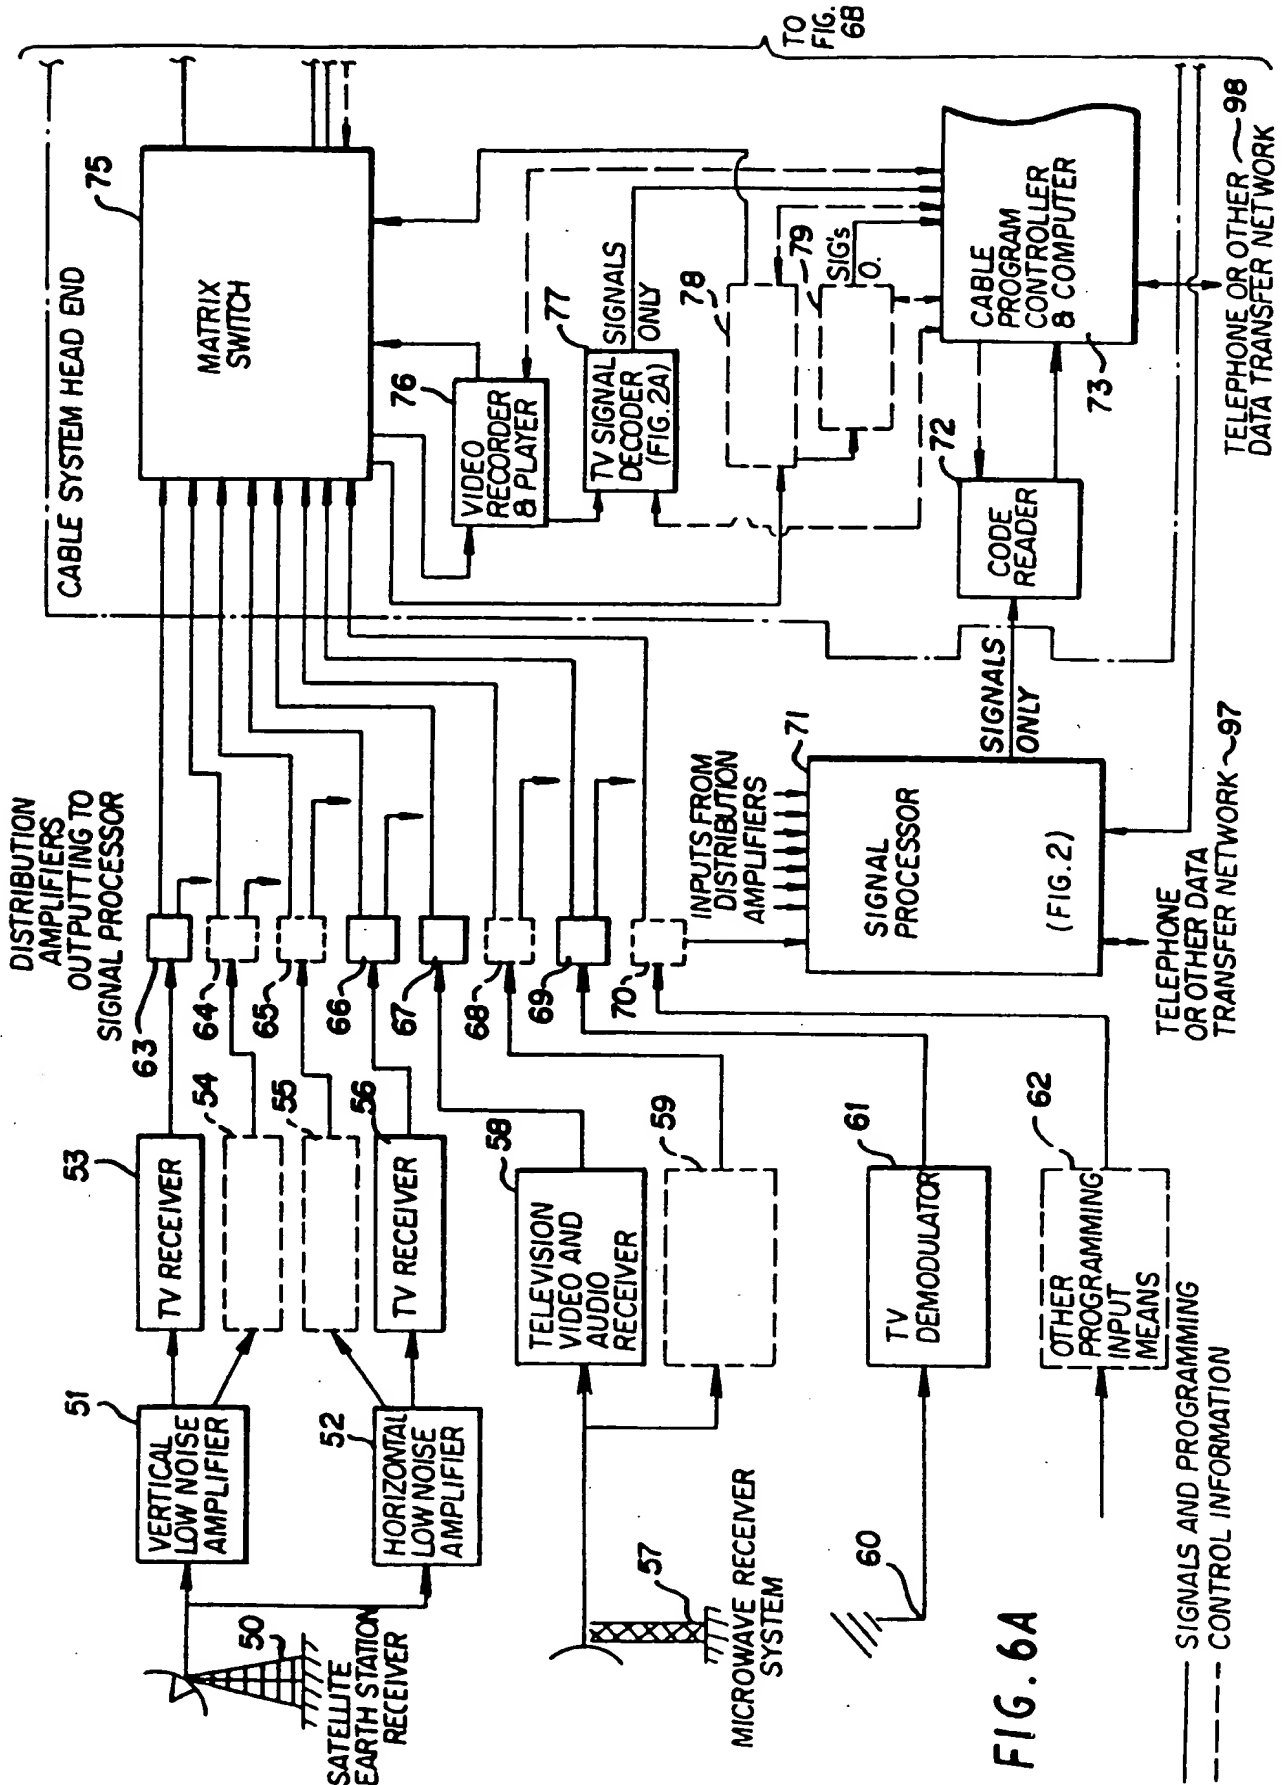 CABLE SYSTEM HEAD END
TO
FIG.
6B
75
MATRIX
SWITCH
76
VIDEO
RECORDER
& PLAYER
77
TV SIGNAL
DECODER
(FIG.2A)
SIGNALS
ONLY
78
79
SIG's
O.
72
CODE
READER
CABLE
PROGRAM
CONTROLLER
& COMPUTER
73
TELEPHONE OR OTHER 98
DATA TRANSFER NETWORK
DISTRIBUTION
AMPLIFIERS
OUTPUTTING TO
SIGNAL PROCESSOR
63
64
65
66
67
68
69
70
INPUTS FROM
DISTRIBUTION
AMPLIFIERS
71
SIGNAL
PROCESSOR
(FIG.2)
SIGNALS
ONLY
TELEPHONE
OR OTHER DATA
TRANSFER NETWORK 97
51
VERTICAL
LOW NOISE
AMPLIFIER
52
HORIZONTAL
LOW NOISE
AMPLIFIER
53
TV RECEIVER
54
55
56
TV RECEIVER
50
SATELLITE
EARTH STATION
RECEIVER
58
TELEVISION
VIDEO AND
AUDIO
RECEIVER
59
57
MICROWAVE RECEIVER
SYSTEM
60
61
TV
DEMODULATOR
62
OTHER
PROGRAMMING
INPUT
MEANS
FIG. 6A
SIGNALS AND PROGRAMMING
CONTROL INFORMATION